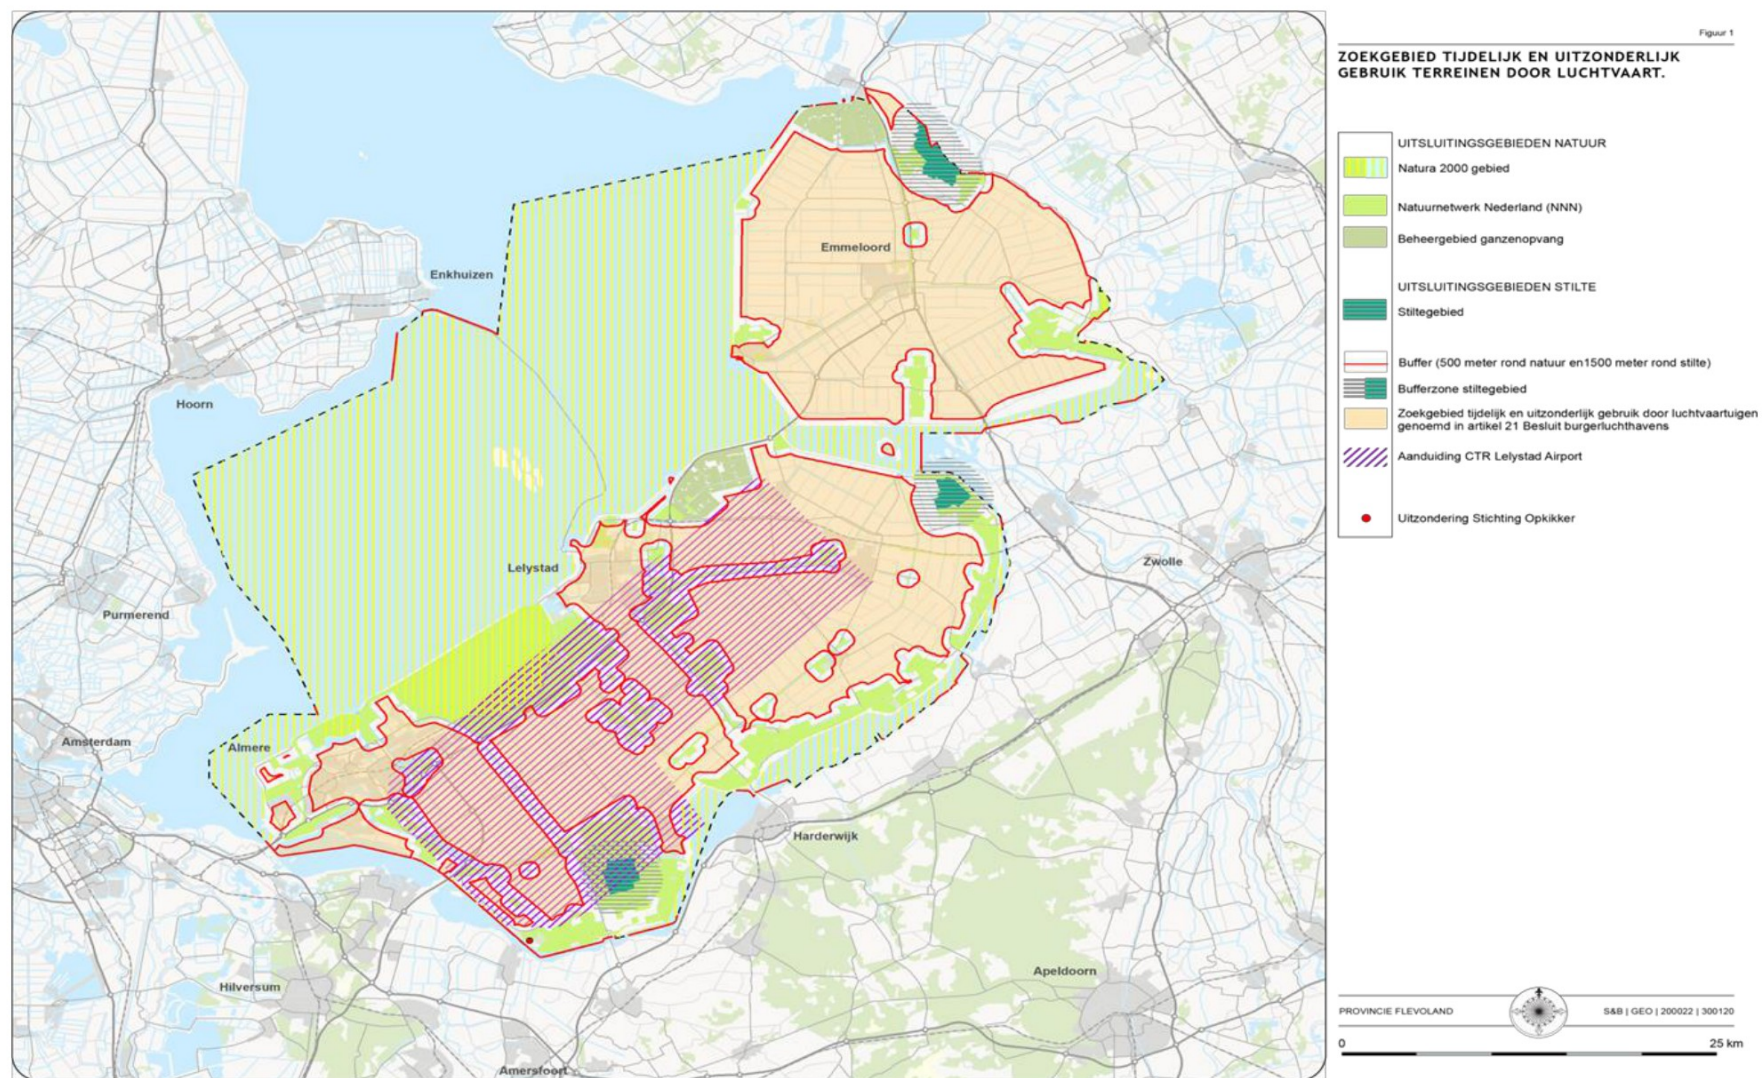 Figuur 1
ZOEKGEBIED TIJDELIJK EN UITZONDERLIJK
GEBRUIK TERREINEN DOOR LUCHTVAART.
UITSLUITINGSGEBIEDEN NATUUR
Natura 2000 gebied
Natuurnetwerk Nederland (NNN)
Beheergebied ganzenopvang
UITSLUITINGSGEBIEDEN STILTE
Stiltegebied
Buffer (500 meter rond natuur en1500 meter rond stilte)
Bufferzone stiltegebied
Zoekgebied tijdelijk en uitzonderlijk gebruik door luchtvaartuigen
genoemd in artikel 21 Besluit burgerluchthavens
Aanduiding CTR Lelystad Airport
Uitzondering Stichting Opkikker
Emmeloord
Enkhuizen
Hoorn
Lelystad
Zwolle
Purmerend
Amsterdam
Almere
Harderwijk
Apeldoorn
Hilversum
Amersfoort
PROVINCIE FLEVOLAND
S&B | GEO | 200022 | 300120
0
25 km